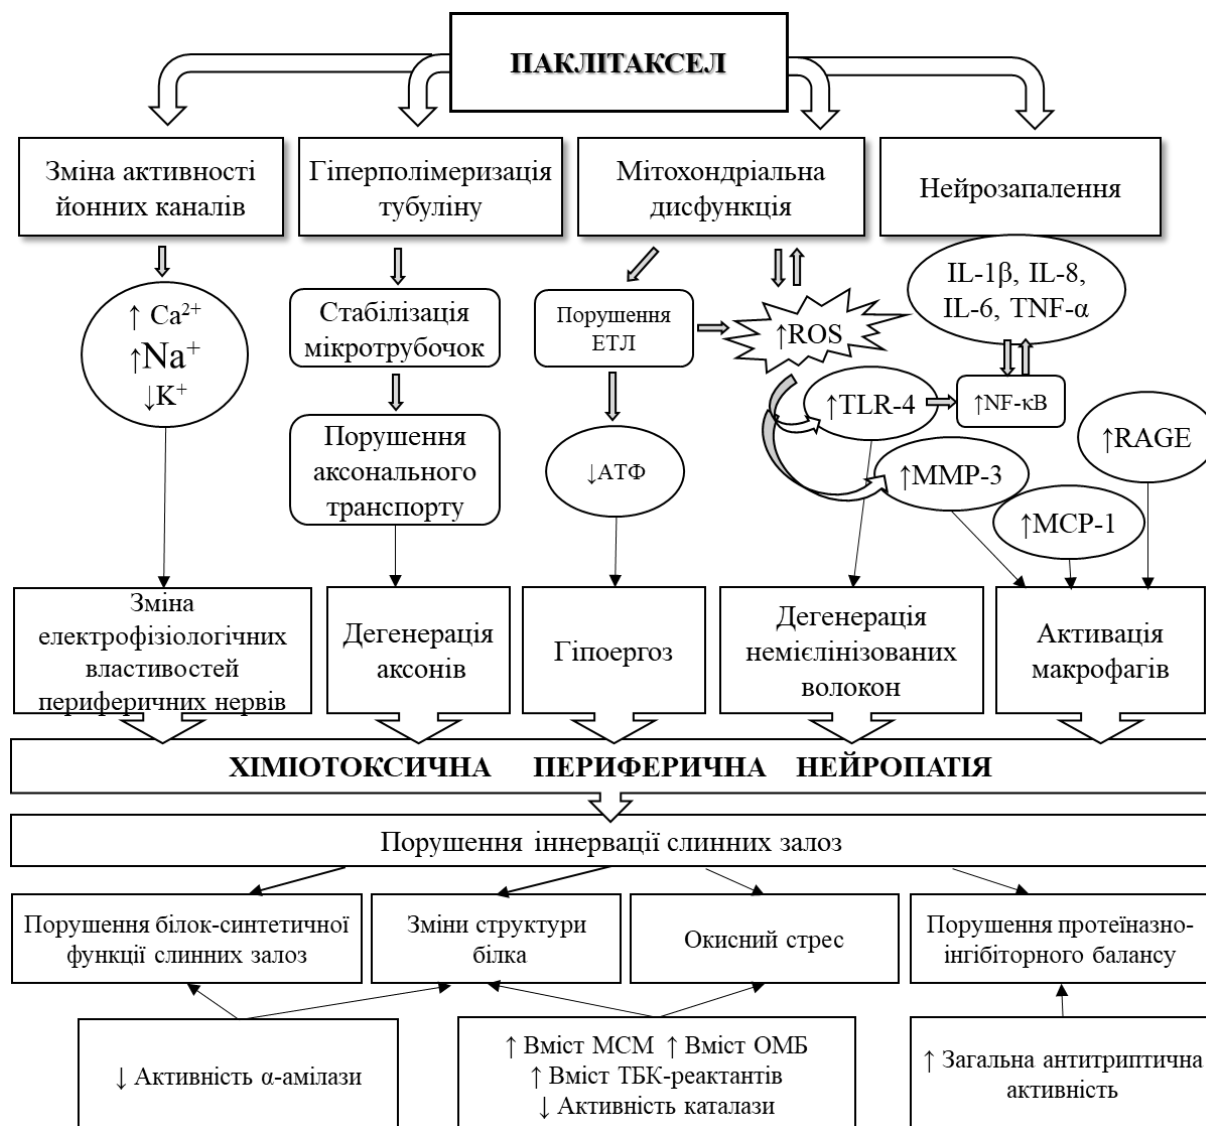 ПАКЛІТАКСЕЛ
Зміна активності
йонних каналів
Гіперполімеризація
тубуліну
Мітохондріальна
дисфункція
Нейрозапалення
↑ Ca²⁺
↑Na⁺
↓K⁺
Стабілізація
мікротрубочок
Порушення
ЕТЛ
↑ROS
IL-1β, IL-8,
IL-6, TNF-α
↑TLR-4
↑NF-κB
Порушення
аксонального
транспорту
↓АТФ
↑MMP-3
↑RAGE
↑MCP-1
Зміна
електрофізіологічних
властивостей
периферичних нервів
Дегенерація
аксонів
Гіпоергоз
Дегенерація
немієлінізованих
волокон
Активація
макрофагів
ХІМІОТОКСИЧНА ПЕРИФЕРИЧНА НЕЙРОПАТІЯ
Порушення іннервації слинних залоз
Порушення білок-синтетичної
функції слинних залоз
Зміни структури
білка
Окисний стрес
Порушення протеїназно-
інгібіторного балансу
↓ Активність α-амілази
↑ Вміст МСМ ↑ Вміст ОМБ
↑ Вміст ТБК-реактантів
↓ Активність каталази
↑ Загальна антитриптична
активність